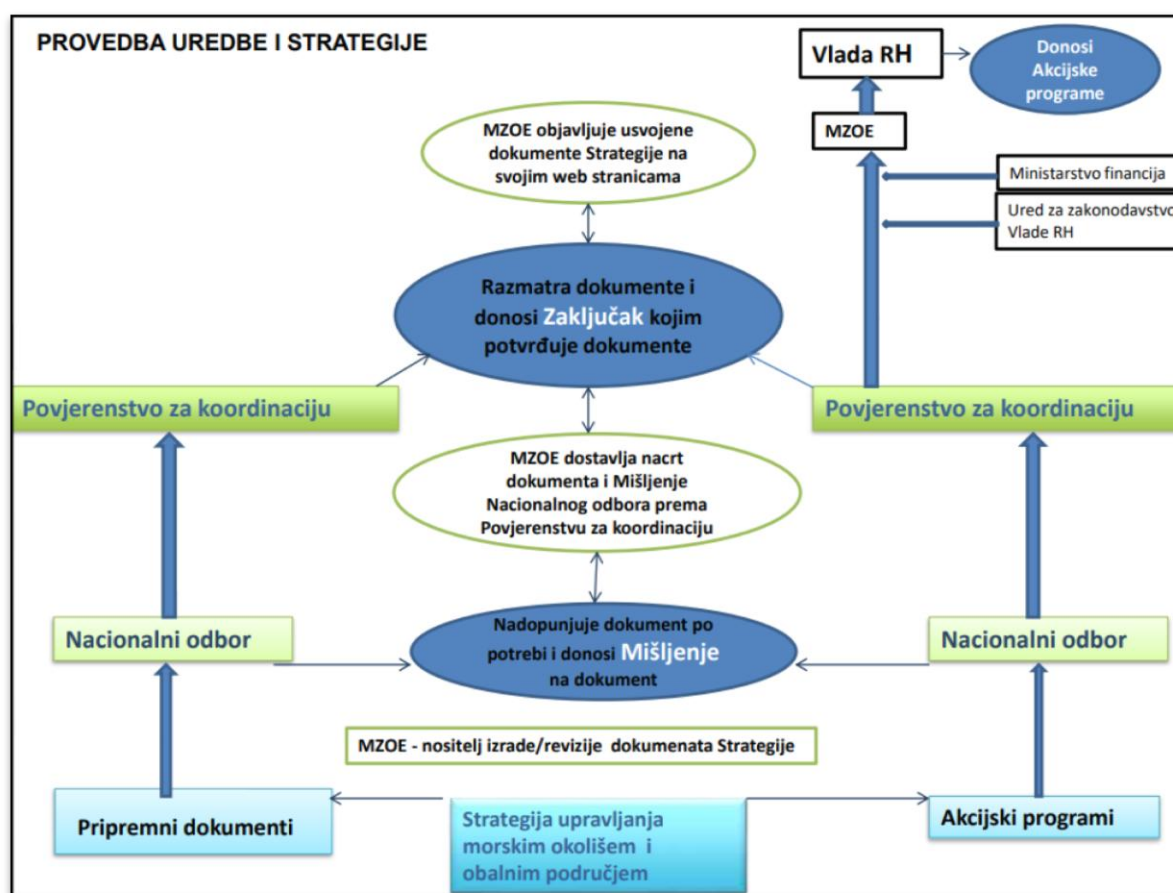 PROVEDBA UREDBE I STRATEGIJE
Vlada RH
Donosi
Akcijske
programe
MZOE
MZOE objavljuje usvojene
dokumente Strategije na
svojim web stranicama
Ministarstvo financija
Ured za zakonodavstvo
Vlade RH
Razmatra dokumente i
donosi Zaključak kojim
potvrđuje dokumente
Povjerenstvo za koordinaciju
Povjerenstvo za koordinaciju
MZOE dostavlja nacrt
dokumenta i Mišljenje
Nacionalnog odbora prema
Povjerenstvu za koordinaciju
Nacionalni odbor
Nadopunjuje dokument po
potrebi i donosi Mišljenje
na dokument
Nacionalni odbor
MZOE - nositelj izrade/revizije dokumenata Strategije
Pripremni dokumenti
Strategija upravljanja
morskim okolišem i
obalnim područjem
Akcijski programi